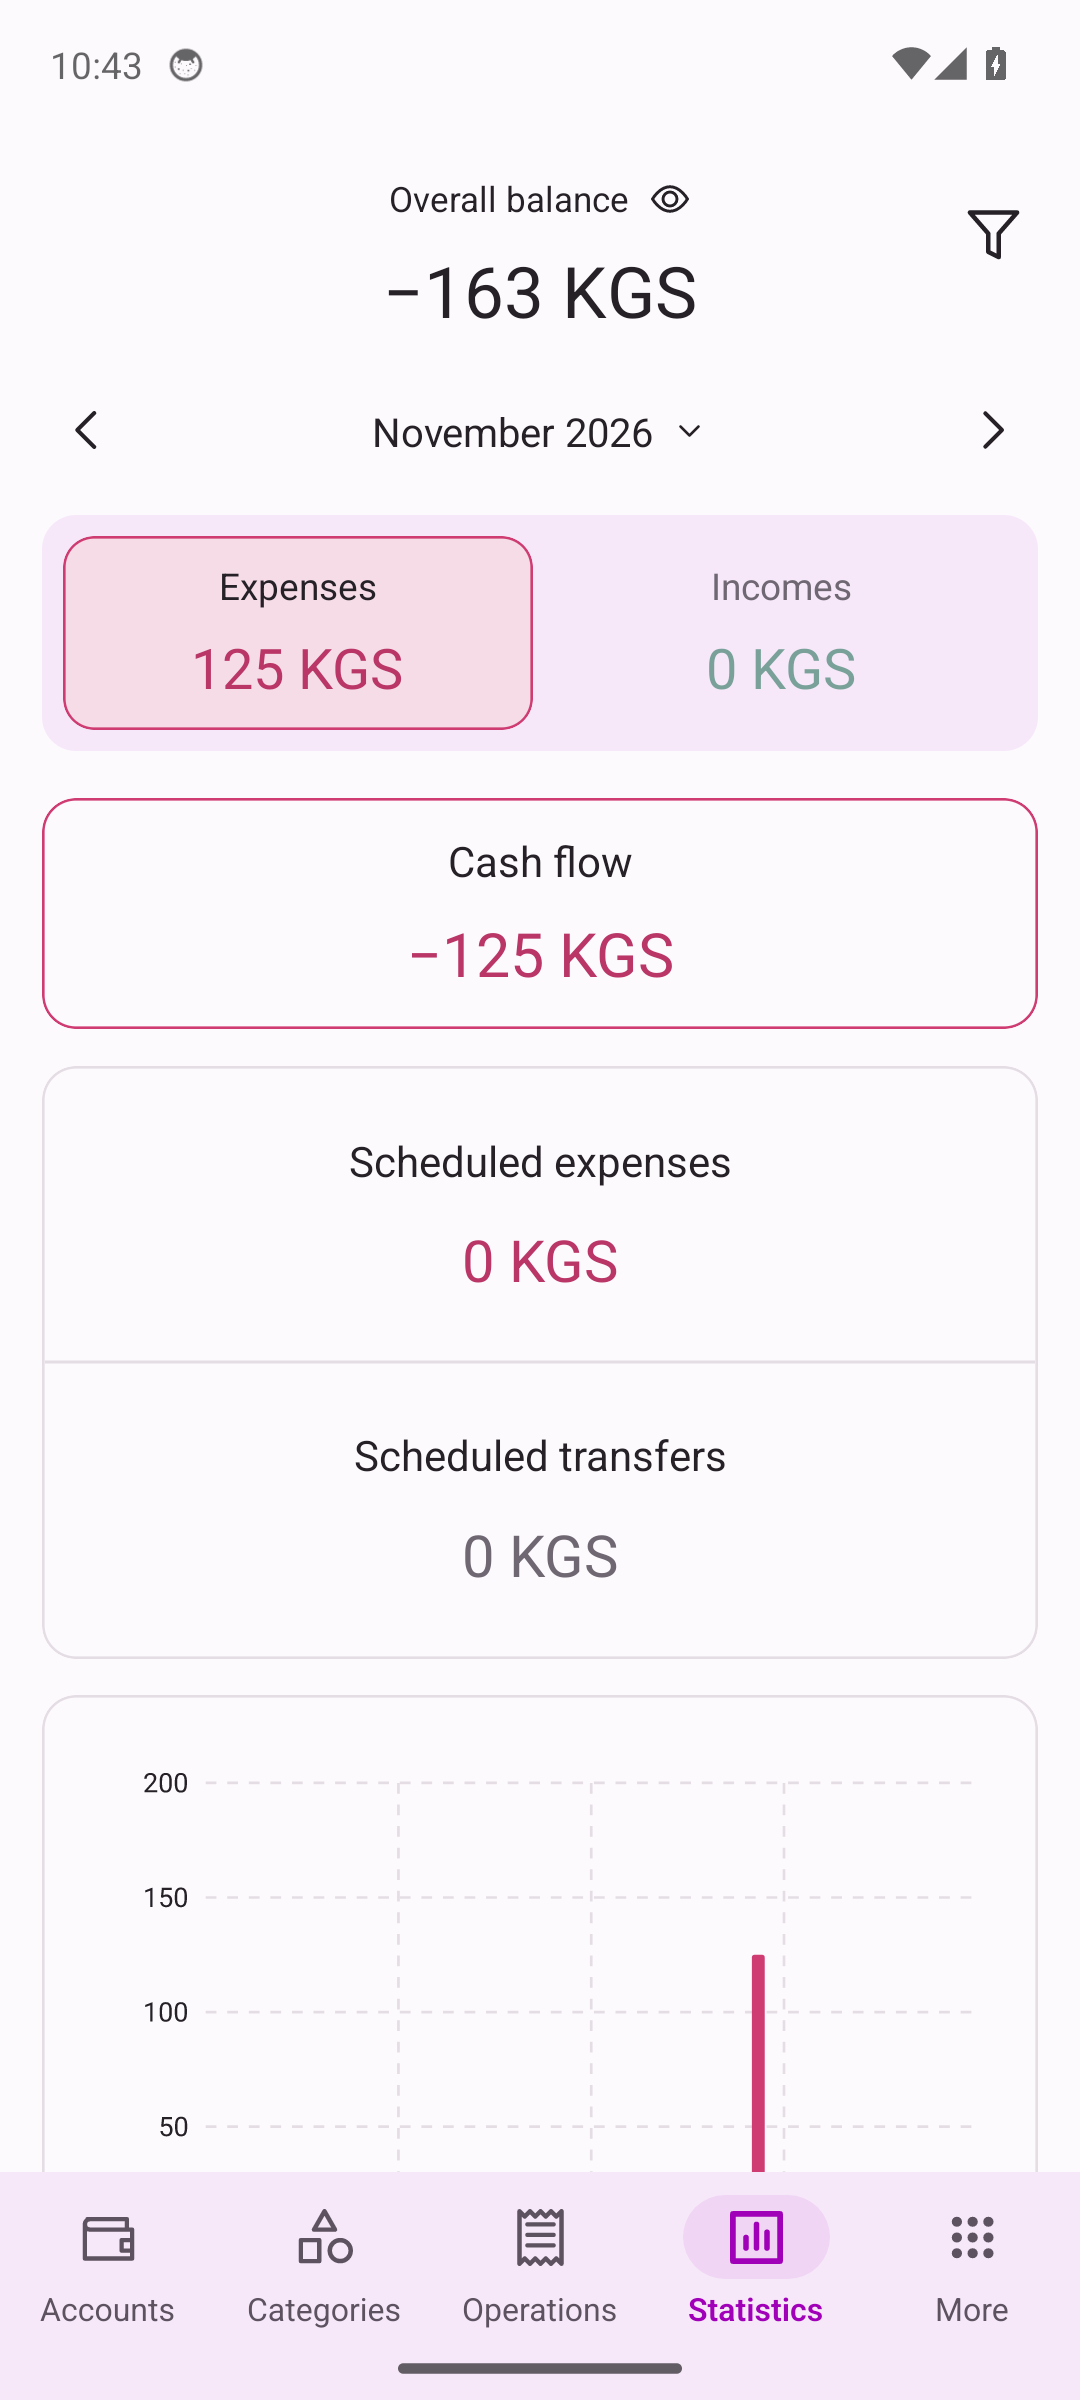 10:43
Overall balance
−163 KGS
November 2026
Expenses
125 KGS
Incomes
0 KGS
Cash flow
−125 KGS
Scheduled expenses
0 KGS
Scheduled transfers
0 KGS
200
150
100
50
Accounts
Categories
Operations
Statistics
More